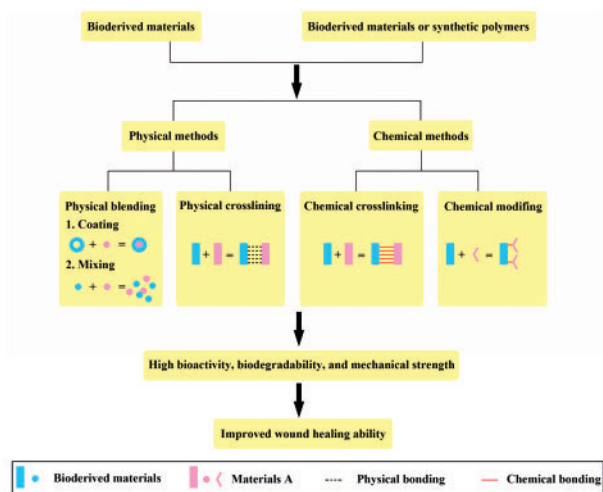 Bioderived materials
Bioderived materials or synthetic polymers
Physical methods
Chemical methods
Physical blending
1. Coating
+ =
2. Mixing
+ =
Physical crosslining
+ =
Chemical crosslinking
+ =
Chemical modifing
+ =
High bioactivity, biodegradability, and mechanical strength
Improved wound healing ability
Bioderived materials
Materials A
Physical bonding
Chemical bonding